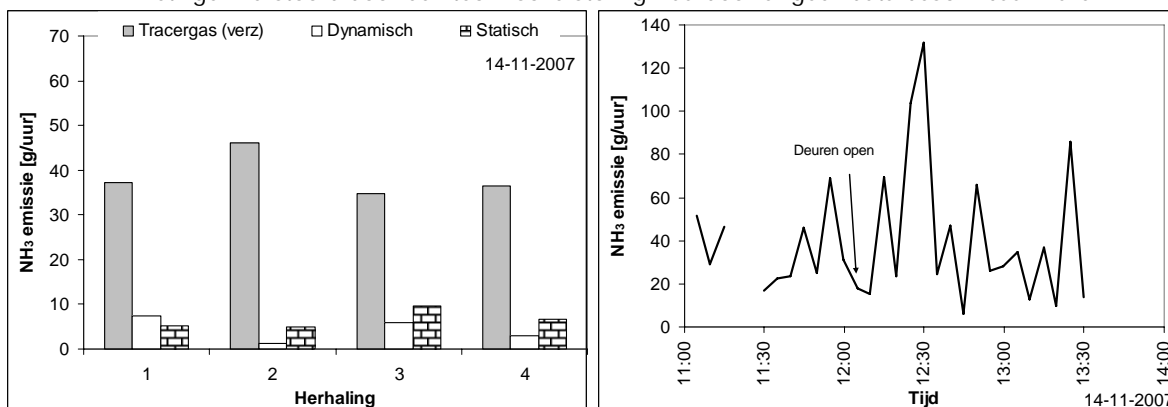 Tracergas (verz) Dynamisch Statisch
14-11-2007
NH3 emissie [g/uur]
70
60
50
40
30
20
10
0
1 2 3 4
Herhaling
NH3 emissie [g/uur]
140
120
100
80
60
40
20
0
Deuren open
11:00 11:30 12:00 12:30 13:00 13:30 14:00
Tijd
14-11-2007